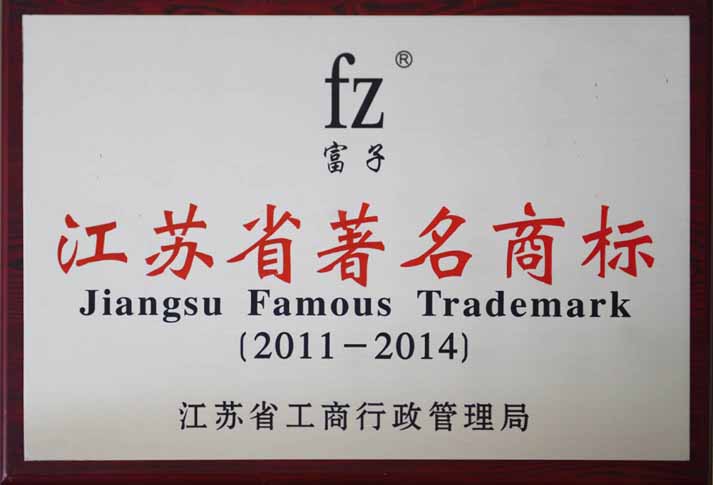 fz®
富子
江苏省著名商标
Jiangsu Famous Trademark
(2011－2014)
江苏省工商行政管理局